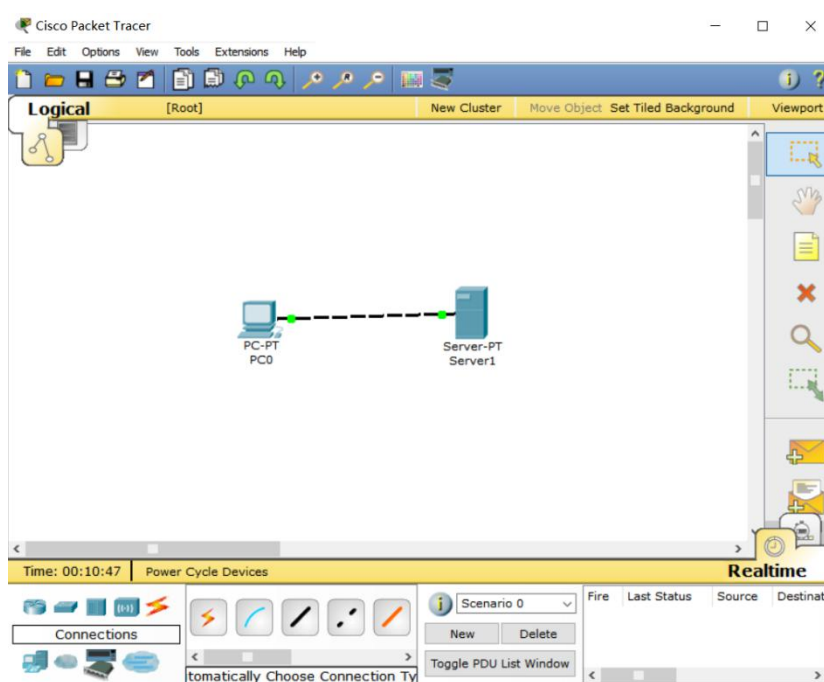 Cisco Packet Tracer
File Edit Options View Tools Extensions Help
Logical [Root] New Cluster Move Object Set Tiled Background Viewport
PC-PT
PC0
Server-PT
Server1
Time: 00:10:47 Power Cycle Devices Realtime
Connections
Scenario 0
New Delete
Toggle PDU List Window
Fire Last Status Source Destinat
tomatically Choose Connection Ty